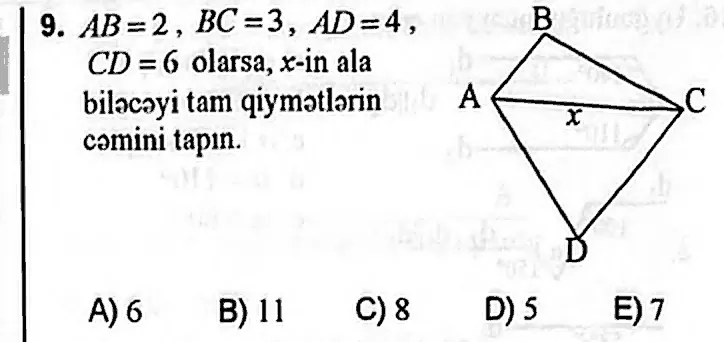 9. AB=2, BC=3, AD=4,
CD=6 olarsa, x-in ala
biləcəyi tam qiymətlərin
cəmini tapın.
B
A
x
C
D
A) 6 B) 11 C) 8 D) 5 E) 7